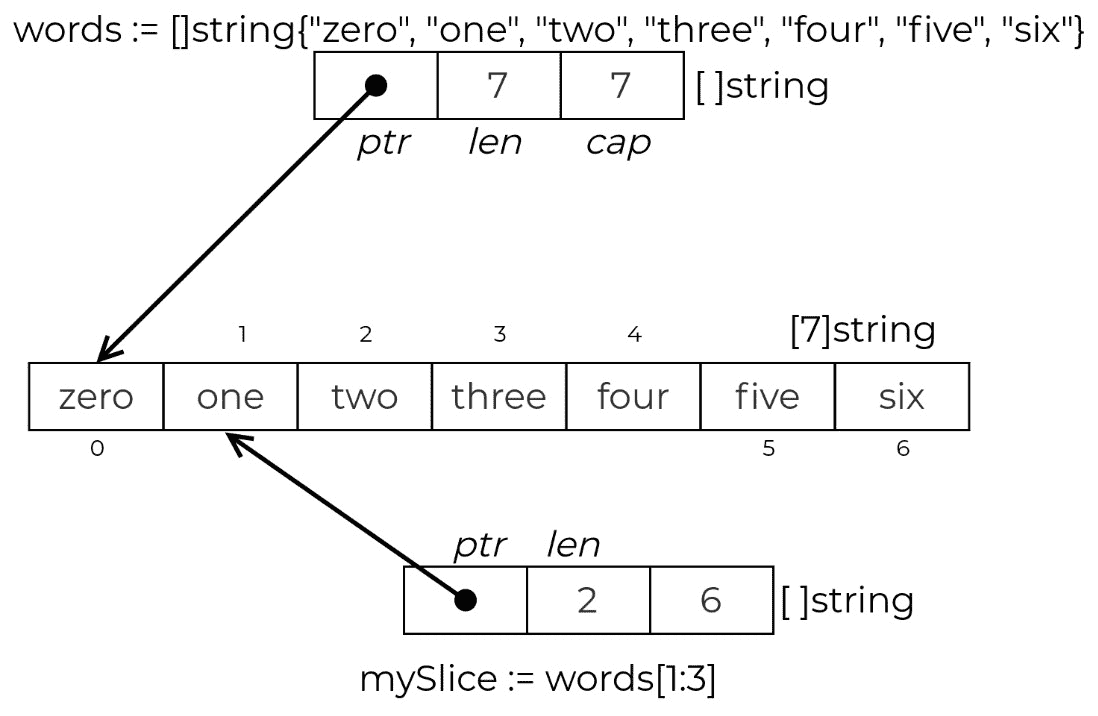 words := []string{"zero", "one", "two", "three", "four", "five", "six"}
7 7 [ ]string
ptr len cap
1 2 3 4 [7]string
zero one two three four five six
0 5 6
ptr len
2 6 [ ]string
mySlice := words[1:3]